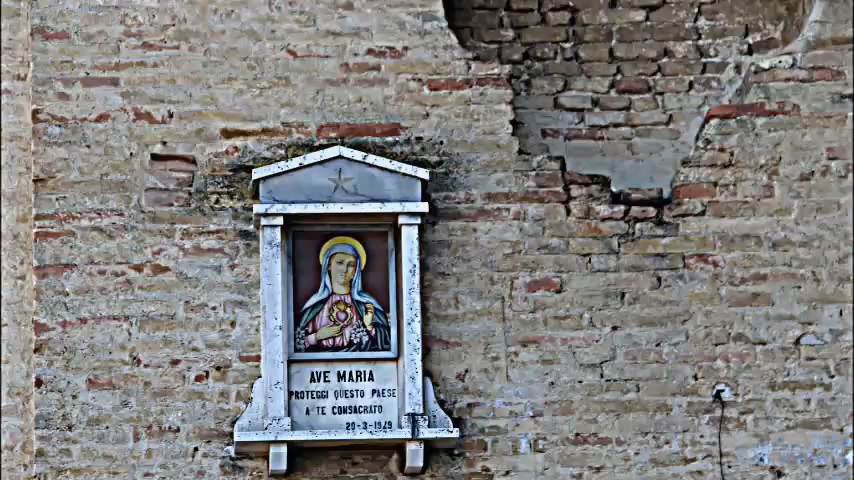 AVE MARIA
PROTEGGI QUESTO PAESE
A TE CONSACRATO
20-3-1949